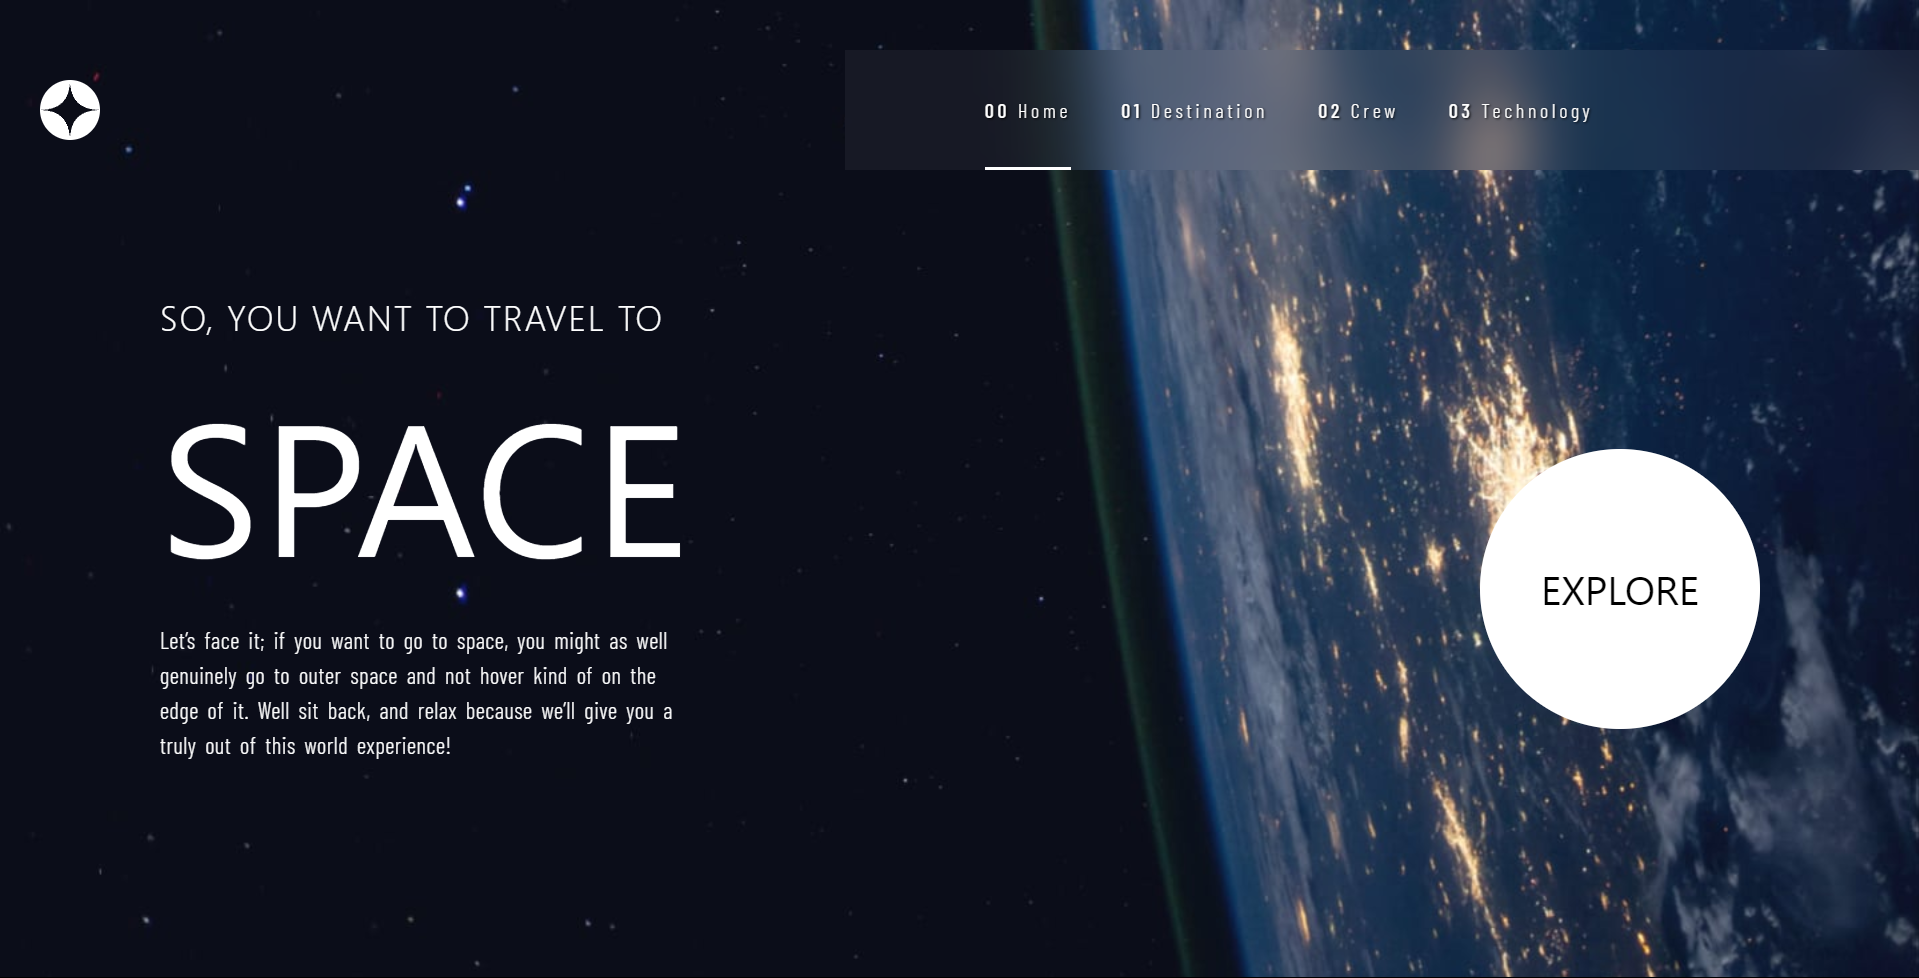 00 Home 01 Destination 02 Crew 03 Technology
SO, YOU WANT TO TRAVEL TO
SPACE
Let’s face it; if you want to go to space, you might as well
genuinely go to outer space and not hover kind of on the
edge of it. Well sit back, and relax because we’ll give you a
truly out of this world experience!
EXPLORE